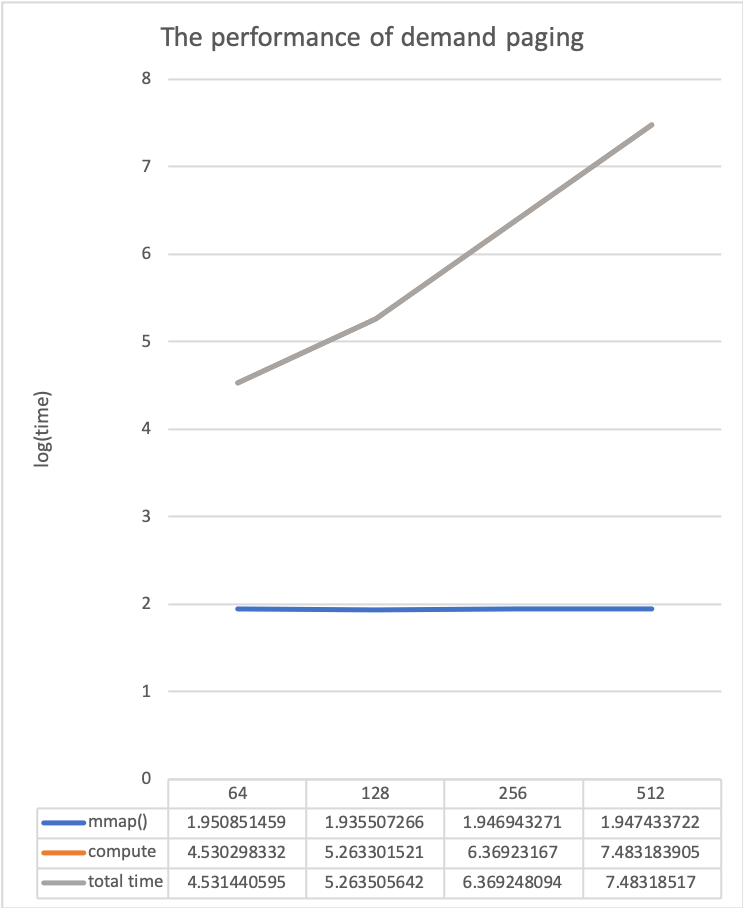 The performance of demand paging
8
7
6
5
4
3
2
1
0
log(time)
64 128 256 512
mmap() 1.950851459 1.935507266 1.946943271 1.947433722
compute 4.530298332 5.263301521 6.36923167 7.483183905
total time 4.531440595 5.263505642 6.369248094 7.48318517